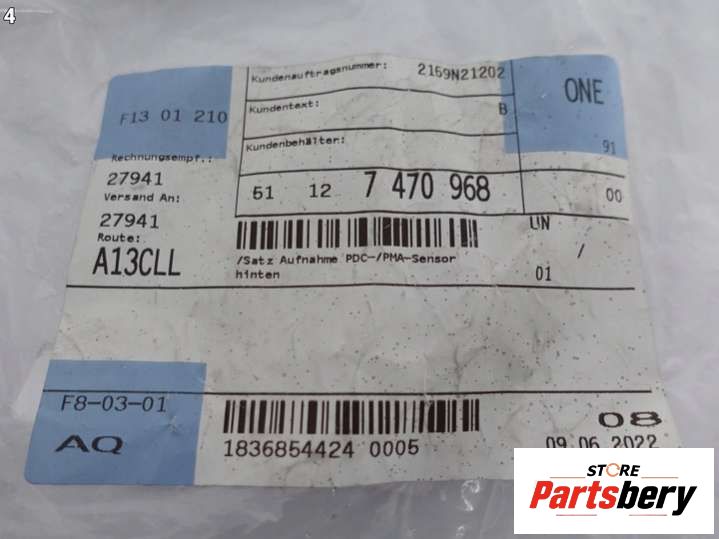 4
Kundenauftragsnummer: 2169N21202
ONE
F13 01 210
Kundentext: B
Kundenbehälter:
91
Rechnungsempf.:
27941
Versand An:
51 12 7 470 968
00
27941
Route:
A13CLL
LIN
/
/Satz Aufnahme PDC-/PMA-Sensor
hinten
01
F8-03-01
AQ
1836854424 0005
08
09.06.2022
STORE
Partsbery